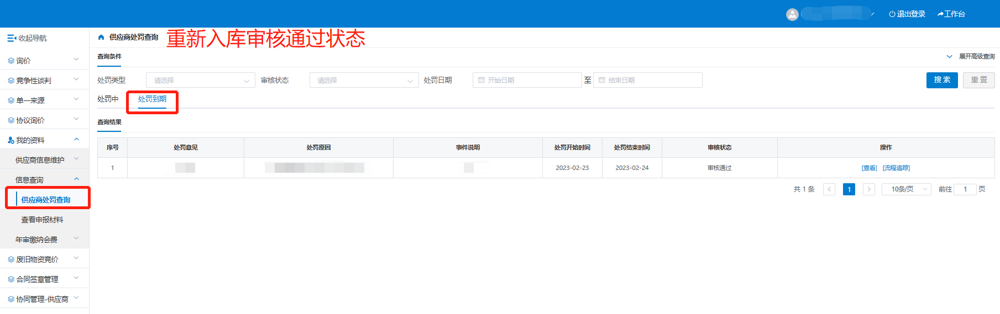 退出登录 工作台
收起导航
供应商处罚查询 重新入库审核通过状态
查询条件 展开高级查询
询价
竞争性谈判
单一来源
协议询价
我的资料
供应商信息维护
信息查询
供应商处罚查询
查看申报材料
年审缴纳会费
废旧物资竞价
合同签章管理
协同管理-供应商
处罚类型 请选择 审核状态 请选择 处罚日期 开始日期 至 结束日期 搜索 重置
处罚中 处罚到期
查询结果
序号 处罚意见 处罚原因 事件说明 处罚开始时间 处罚结束时间 审核状态 操作
1 2023-02-23 2023-02-24 审核通过 [查看] [流程追踪]
共 1 条 1 10条/页 前往 1 页